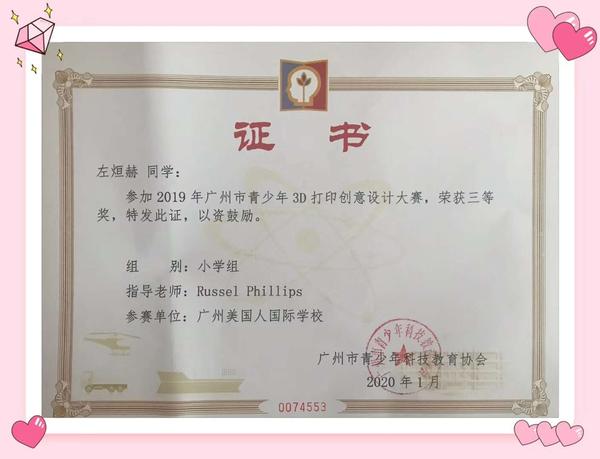 证 书
左烜赫 同学：
参加 2019 年广州市青少年 3D 打印创意设计大赛，荣获三等
奖，特发此证，以资鼓励。
组 别：小学组
指导老师：Russel Phillips
参赛单位：广州美国人国际学校
广州市青少年科技教育协会
2020 年 1 月
0074553